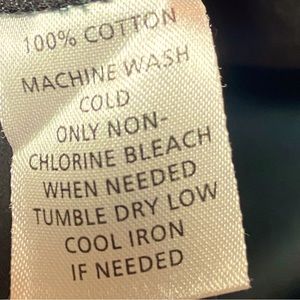 100% COTTON
MACHINE WASH
COLD
ONLY NON-
CHLORINE BLEACH
WHEN NEEDED
TUMBLE DRY LOW
COOL IRON
IF NEEDED